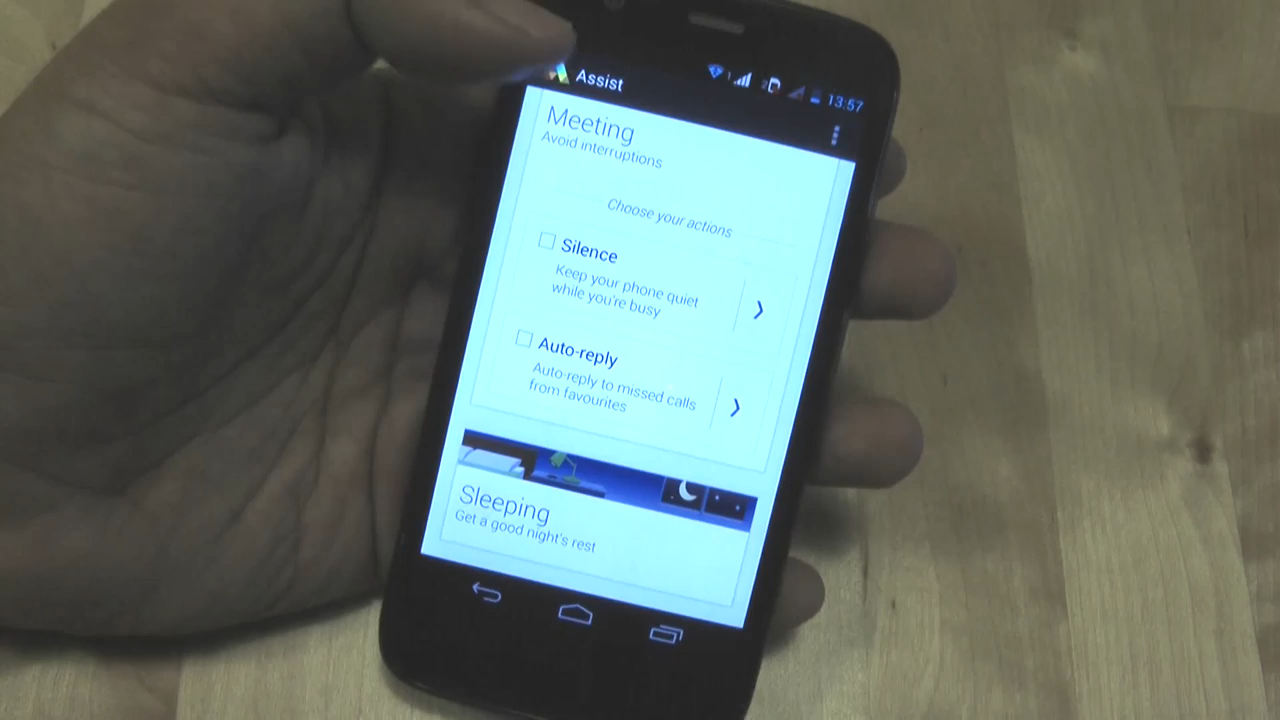 Assist
13:57
Meeting
Avoid interruptions
Choose your actions
Silence
Keep your phone quiet
while you're busy
Auto-reply
Auto-reply to missed calls
from favourites
Sleeping
Get a good night's rest